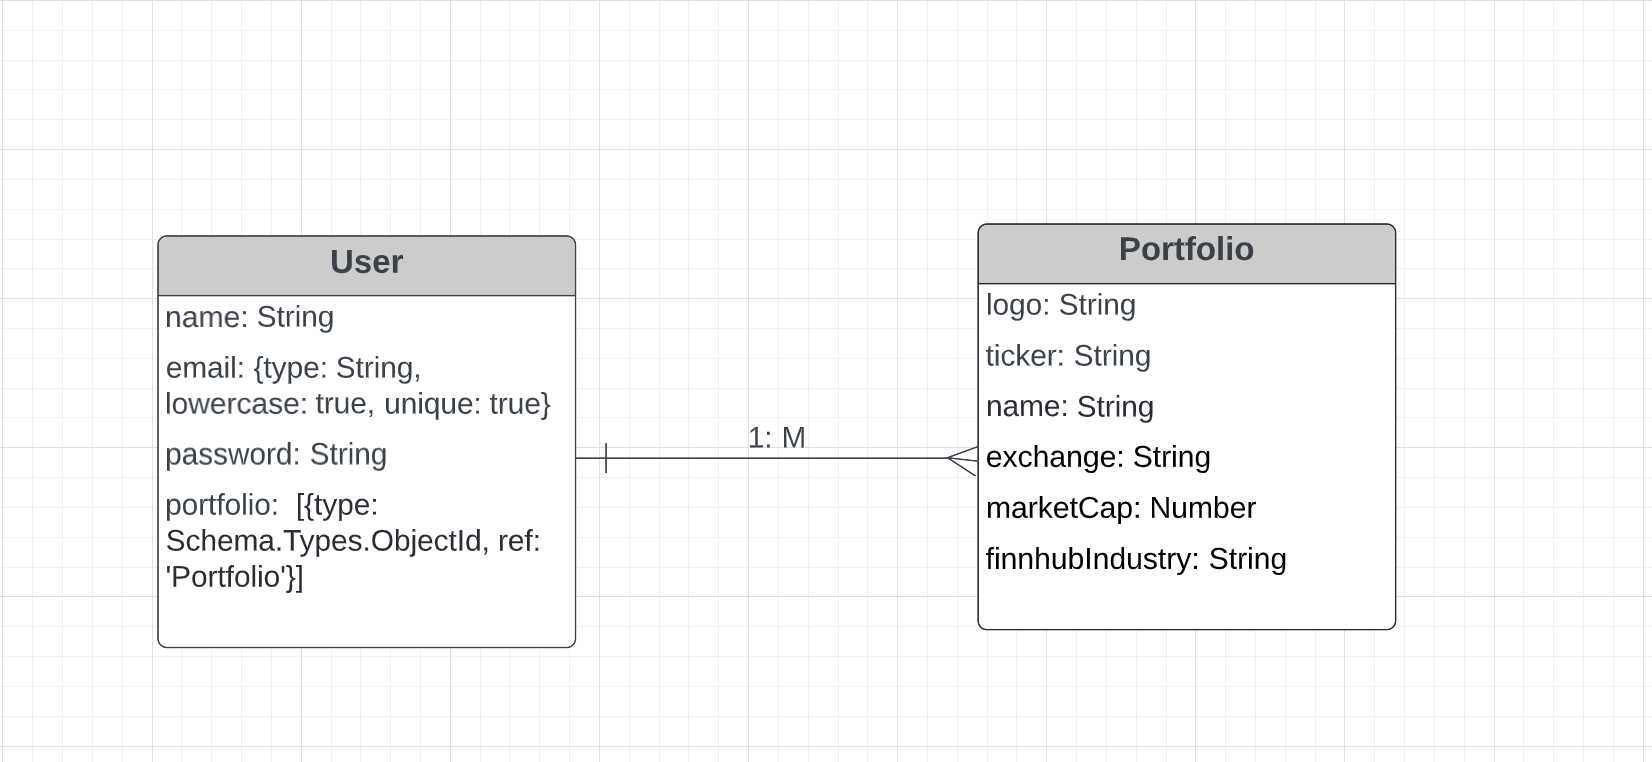 User
name: String
email: {type: String,
lowercase: true, unique: true}
password: String
portfolio:  [{type:
Schema.Types.ObjectId, ref:
'Portfolio'}]
1: M
Portfolio
logo: String
ticker: String
name: String
exchange: String
marketCap: Number
finnhubIndustry: String